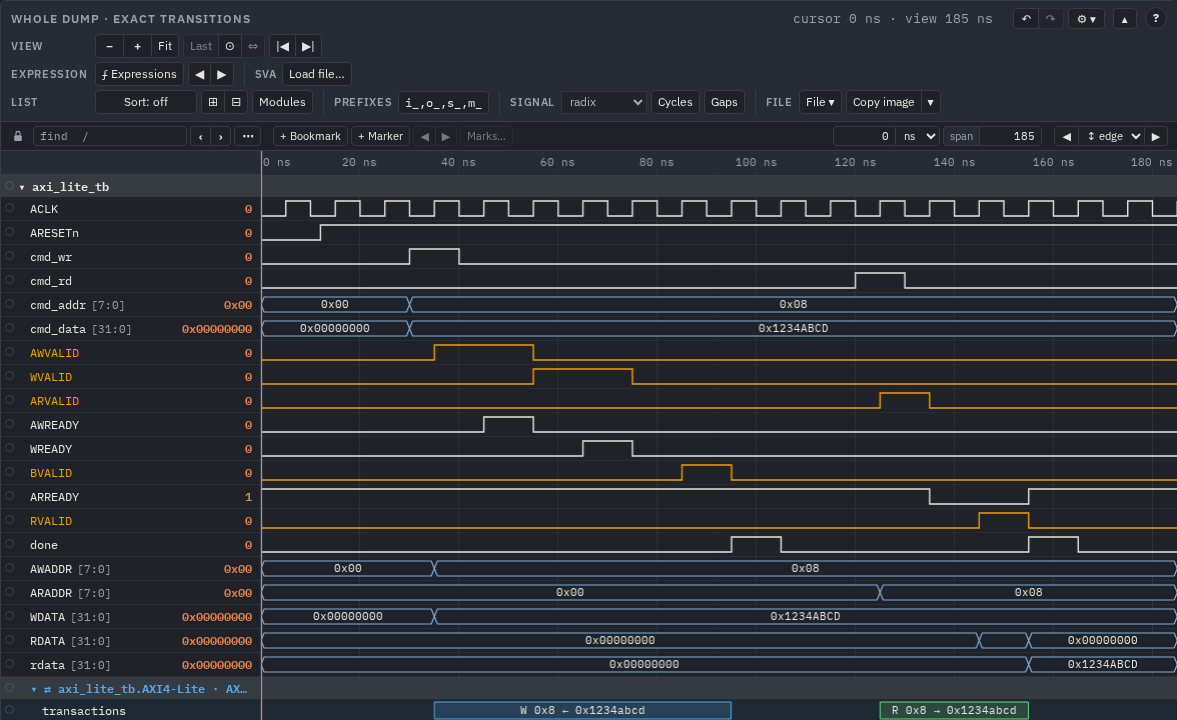 WHOLE DUMP · EXACT TRANSITIONS cursor 0 ns · view 185 ns ↶ ↷ ⚙ ▾ ▴ ?
VIEW − + Fit Last ⊙ ⇔ |◀ ▶|
EXPRESSION ⨍ Expressions ◀ ▶ SVA Load file...
LIST Sort: off ⊞ ⊟ Modules PREFIXES i_,o_,s_,m_ SIGNAL radix Cycles Gaps FILE File ▾ Copy image ▾
find / ‹ › ··· + Bookmark + Marker ◀ ▶ Marks... 0 ns span 185 ◀ ↕ edge ▶
0 ns 20 ns 40 ns 60 ns 80 ns 100 ns 120 ns 140 ns 160 ns 180 ns
▾ axi_lite_tb
ACLK 0
ARESETn 0
cmd_wr 0
cmd_rd 0
cmd_addr [7:0] 0x00 0x00 0x08
cmd_data [31:0] 0x00000000 0x00000000 0x1234ABCD
AWVALID 0
WVALID 0
ARVALID 0
AWREADY 0
WREADY 0
BVALID 0
ARREADY 1
RVALID 0
done 0
AWADDR [7:0] 0x00 0x00 0x08
ARADDR [7:0] 0x00 0x00 0x08
WDATA [31:0] 0x00000000 0x00000000 0x1234ABCD
RDATA [31:0] 0x00000000 0x00000000 0x00000000
rdata [31:0] 0x00000000 0x00000000 0x1234ABCD
▾ ⇄ axi_lite_tb.AXI4-Lite · AX…
transactions W 0x8 ← 0x1234abcd R 0x8 → 0x1234abcd